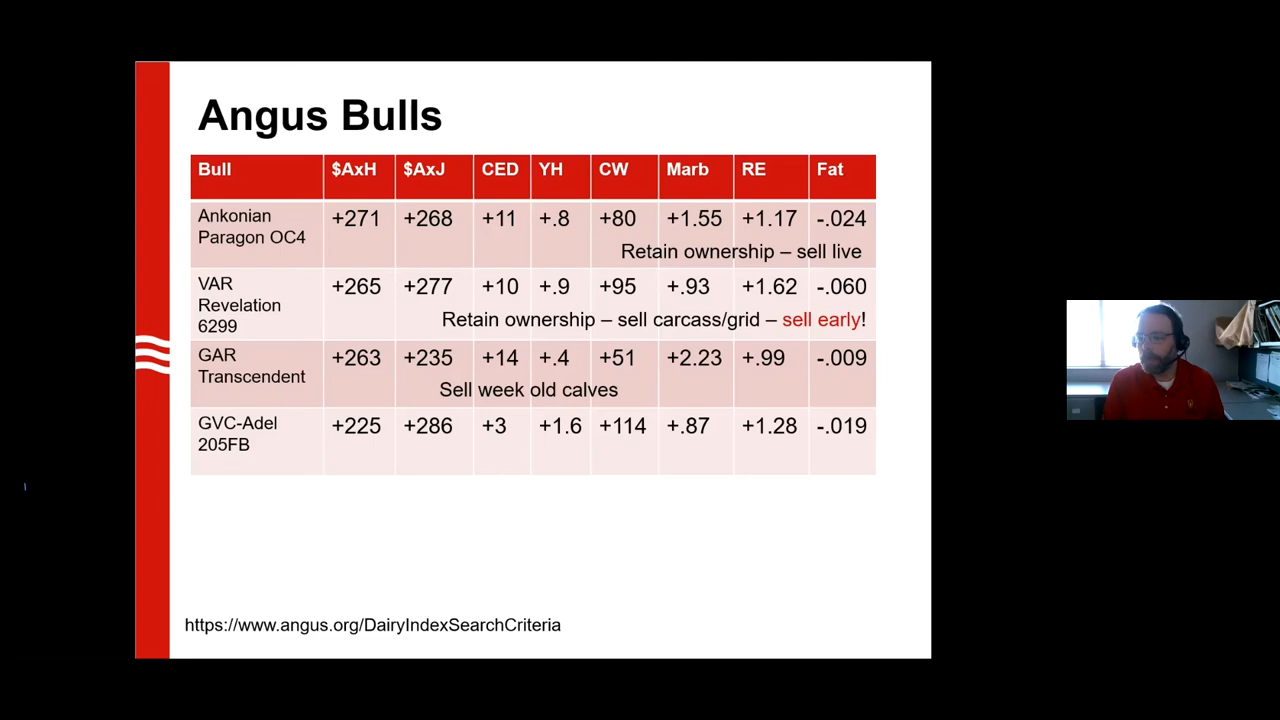 Angus Bulls
Bull $AxH $AxJ CED YH CW Marb RE Fat
Ankonian Paragon OC4 +271 +268 +11 +.8 +80 +1.55 +1.17 -.024
Retain ownership – sell live
VAR Revelation 6299 +265 +277 +10 +.9 +95 +.93 +1.62 -.060
Retain ownership – sell carcass/grid – sell early!
GAR Transcendent +263 +235 +14 +.4 +51 +2.23 +.99 -.009
Sell week old calves
GVC-Adel 205FB +225 +286 +3 +1.6 +114 +.87 +1.28 -.019
https://www.angus.org/DairyIndexSearchCriteria